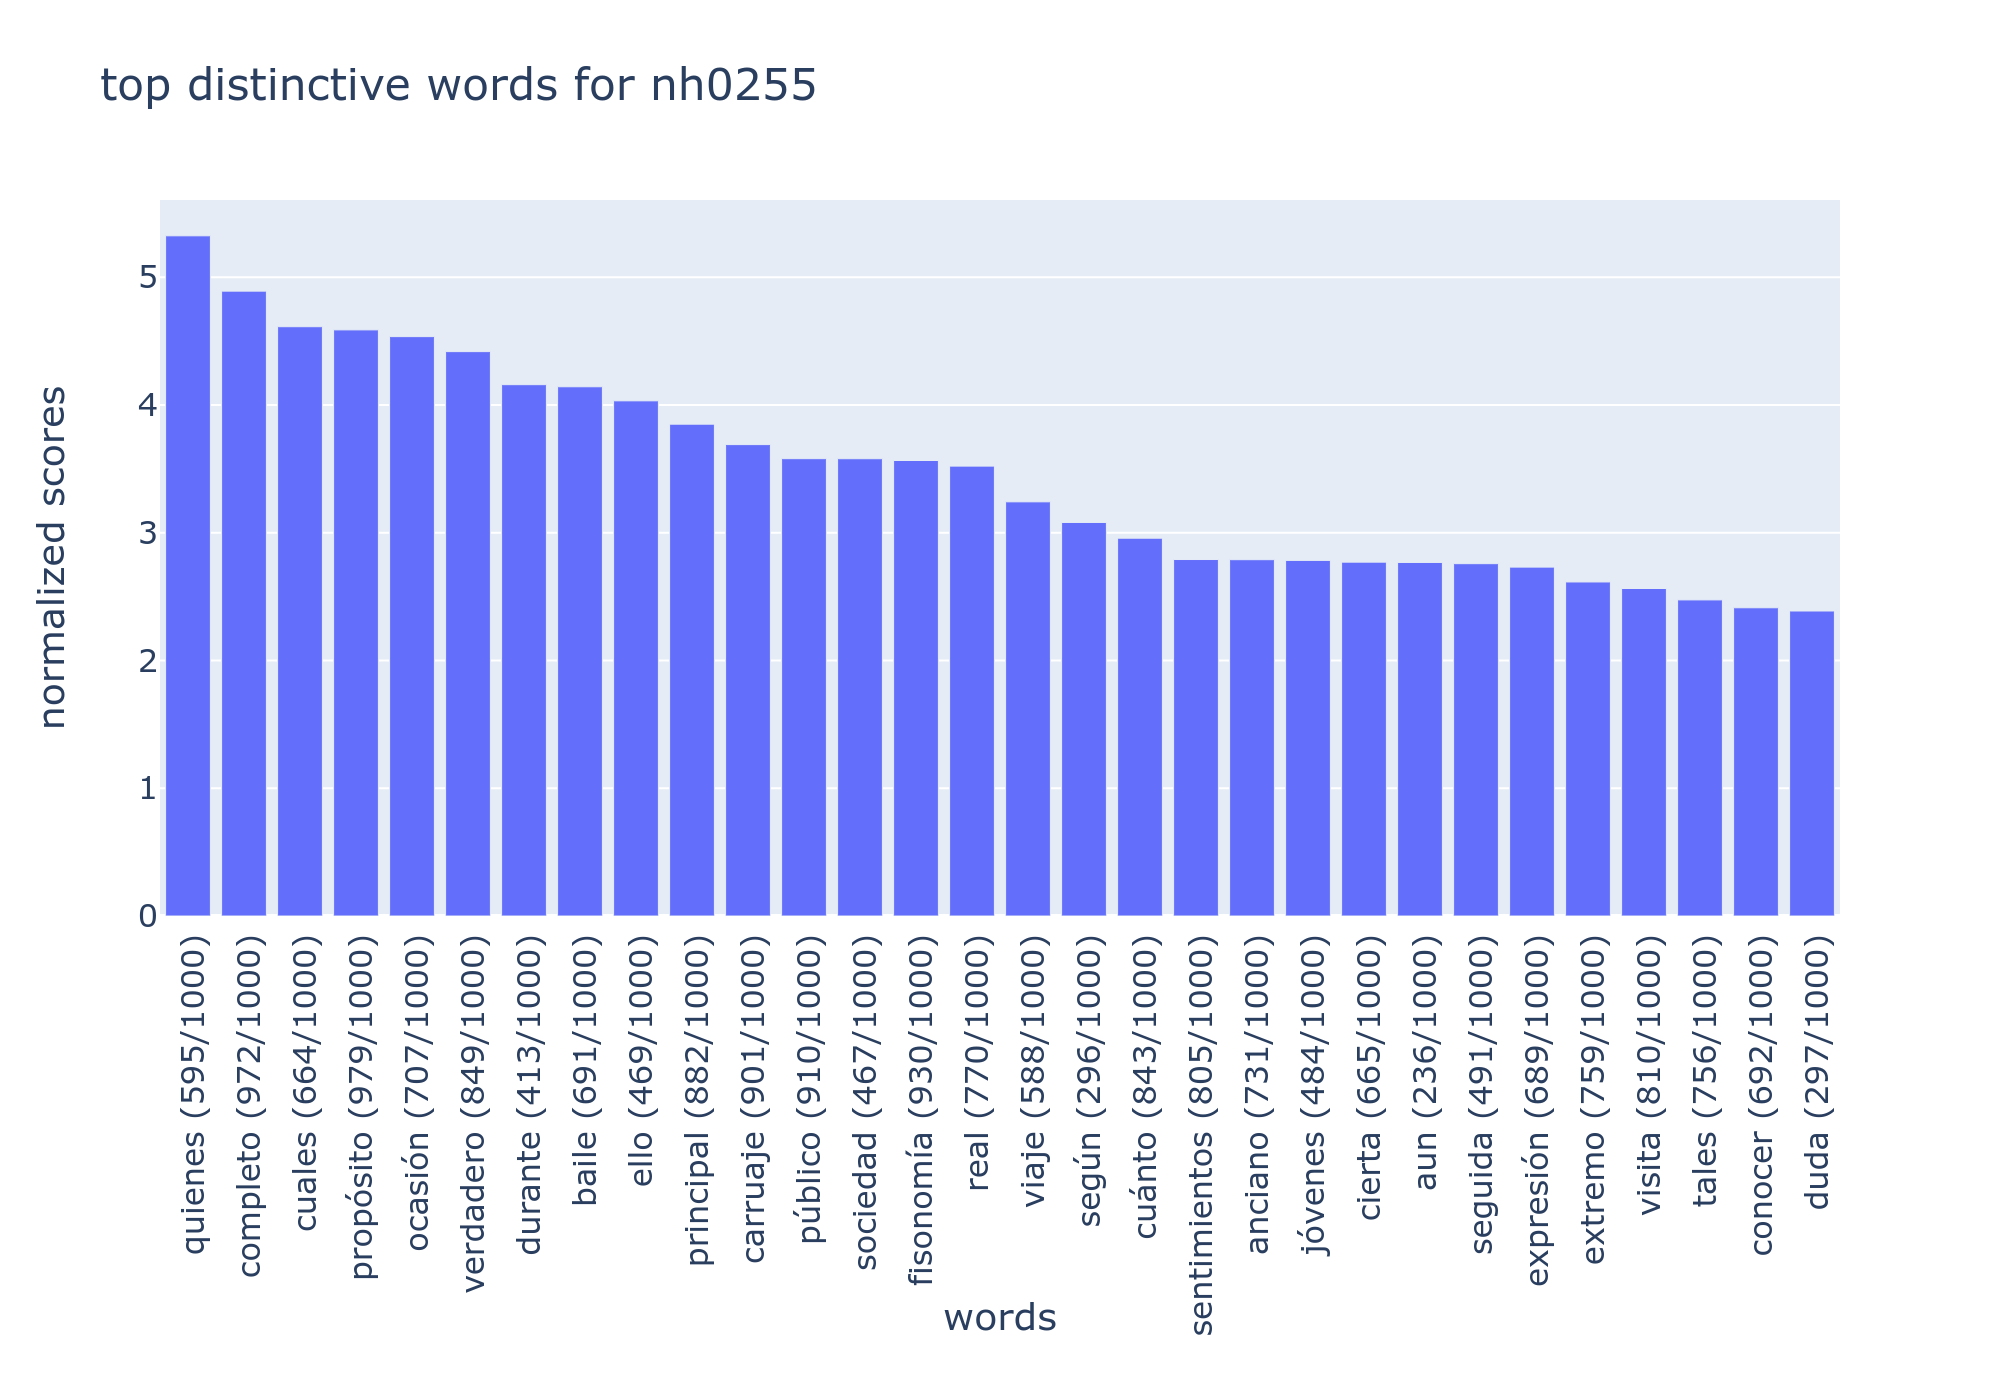 top distinctive words for nh0255
normalized scores
5
4
3
2
1
0
quienes (595/1000)
completo (972/1000)
cuales (664/1000)
propósito (979/1000)
ocasión (707/1000)
verdadero (849/1000)
durante (413/1000)
baile (691/1000)
ello (469/1000)
principal (882/1000)
carruaje (901/1000)
público (910/1000)
sociedad (467/1000)
fisonomía (930/1000)
real (770/1000)
viaje (588/1000)
según (296/1000)
cuánto (843/1000)
sentimientos (805/1000)
anciano (731/1000)
jóvenes (484/1000)
cierta (665/1000)
aun (236/1000)
seguida (491/1000)
expresión (689/1000)
extremo (759/1000)
visita (810/1000)
tales (756/1000)
conocer (692/1000)
duda (297/1000)
words